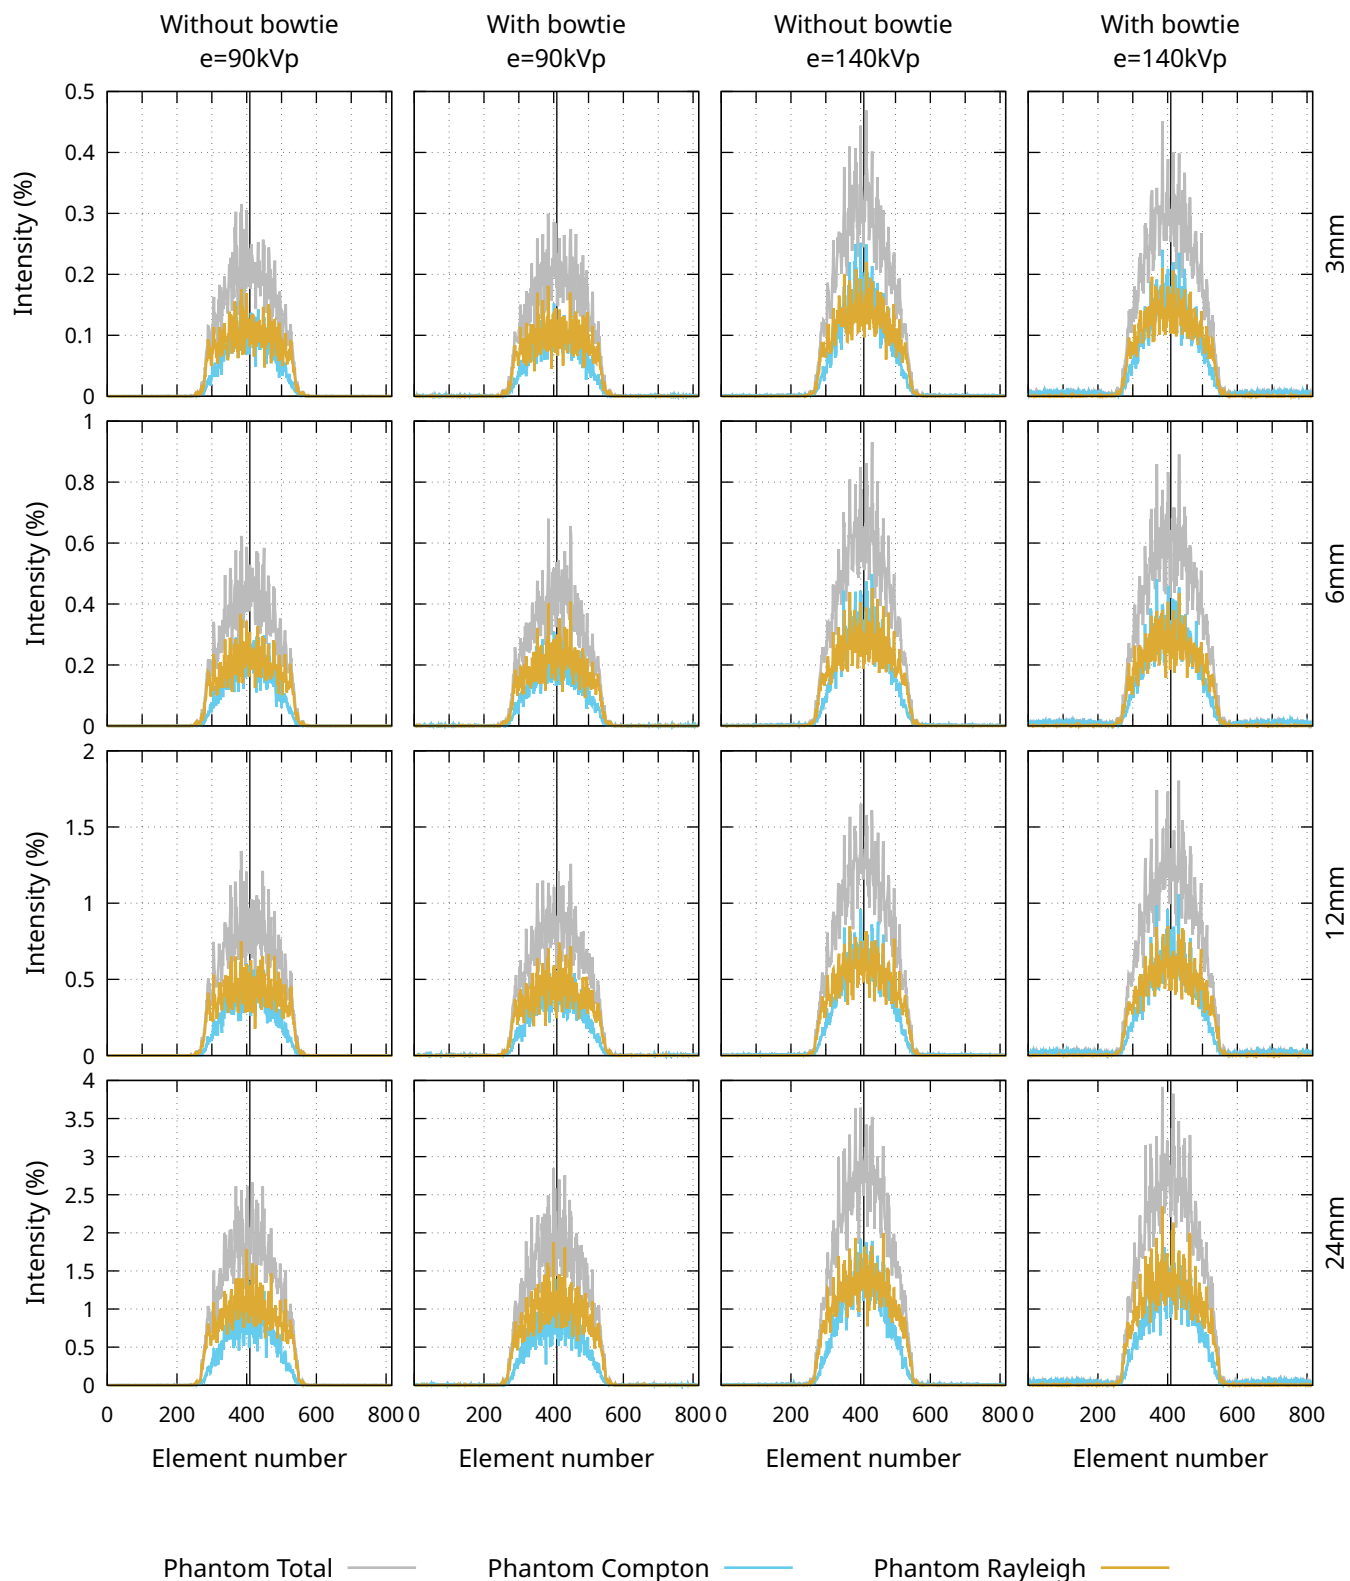 Without bowtie
e=90kVp
With bowtie
e=90kVp
Without bowtie
e=140kVp
With bowtie
e=140kVp
0.5
0.4
0.3
0.2
0.1
0
Intensity (%)
3mm
1
0.8
0.6
0.4
0.2
0
Intensity (%)
6mm
2
1.5
1
0.5
0
Intensity (%)
12mm
4
3.5
3
2.5
2
1.5
1
0.5
0
Intensity (%)
24mm
0 200 400 600 800
0 200 400 600 800
0 200 400 600 800
0 200 400 600 800
Element number
Element number
Element number
Element number
Phantom Total
Phantom Compton
Phantom Rayleigh